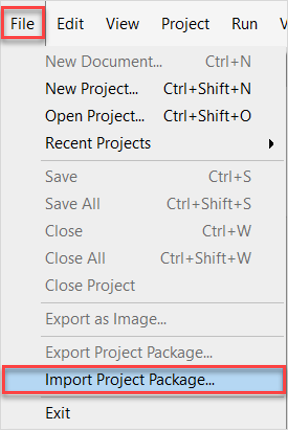 File Edit View Project Run
New Document... Ctrl+N
New Project... Ctrl+Shift+N
Open Project... Ctrl+Shift+O
Recent Projects
Save Ctrl+S
Save All Ctrl+Shift+S
Close Ctrl+W
Close All Ctrl+Shift+W
Close Project
Export as Image...
Export Project Package...
Import Project Package...
Exit